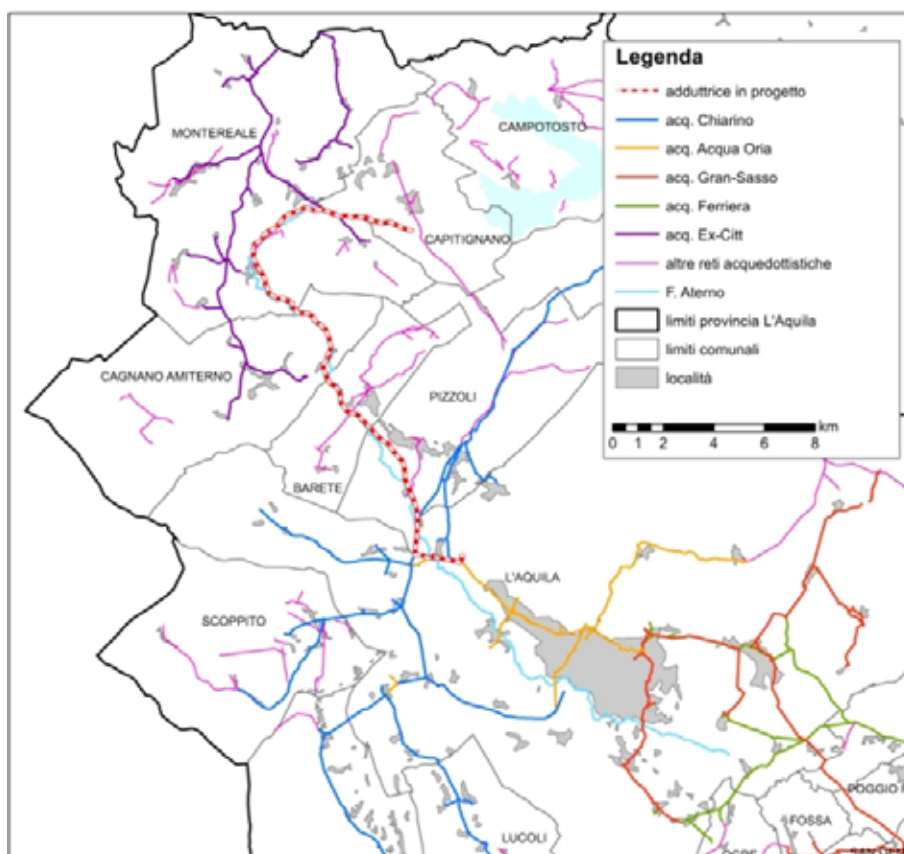 Legenda
adduttrice in progetto
acq. Chiarino
acq. Acqua Oria
acq. Gran-Sasso
acq. Ferriera
acq. Ex-Citt
altre reti acquedottistiche
F. Aterno
limiti provincia L'Aquila
limiti comunali
località
km
0 1 2 4 6 8
MONTEREALE
CAMPOTOSTO
CAPITIGNANO
CAGNANO AMITERNO
PIZZOLI
BARETE
L'AQUILA
SCOPPITO
POGGIO
FOSSA
LUCOLI